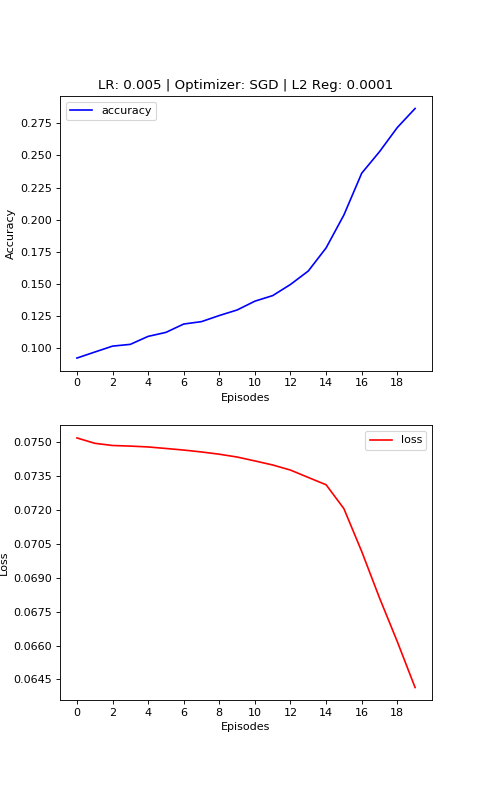 LR: 0.005 | Optimizer: SGD | L2 Reg: 0.0001
accuracy
0.275
0.250
0.225
0.200
0.175
0.150
0.125
0.100
Accuracy
0 2 4 6 8 10 12 14 16 18
Episodes
loss
0.0750
0.0735
0.0720
0.0705
0.0690
0.0675
0.0660
0.0645
Loss
0 2 4 6 8 10 12 14 16 18
Episodes